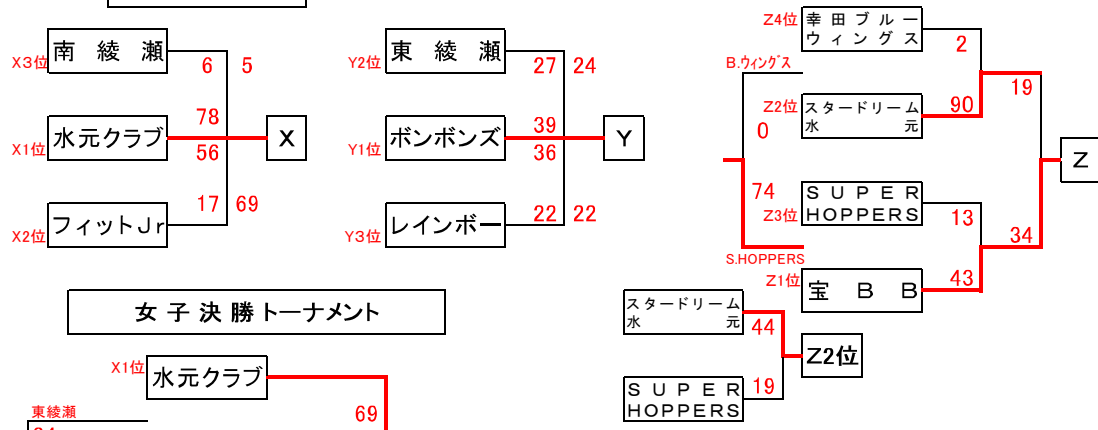 X3位
南綾瀬
6
5
78
X1位
水元クラブ
56
X
17
69
X2位
フィットJr
Y2位
東綾瀬
27
24
39
Y1位
ボンボンズ
36
Y
22
22
Y3位
レインボー
Z4位
幸田ブルー
ウィングス
2
B.ウィングス
19
Z2位
スタードリーム
水元
90
0
Z
74
Z3位
SUPER
HOPPERS
13
34
S.HOPPERS
Z1位
宝BB
43
スタードリーム
水元
44
Z2位
SUPER
HOPPERS
19
女子決勝トーナメント
X1位
水元クラブ
69
東綾瀬